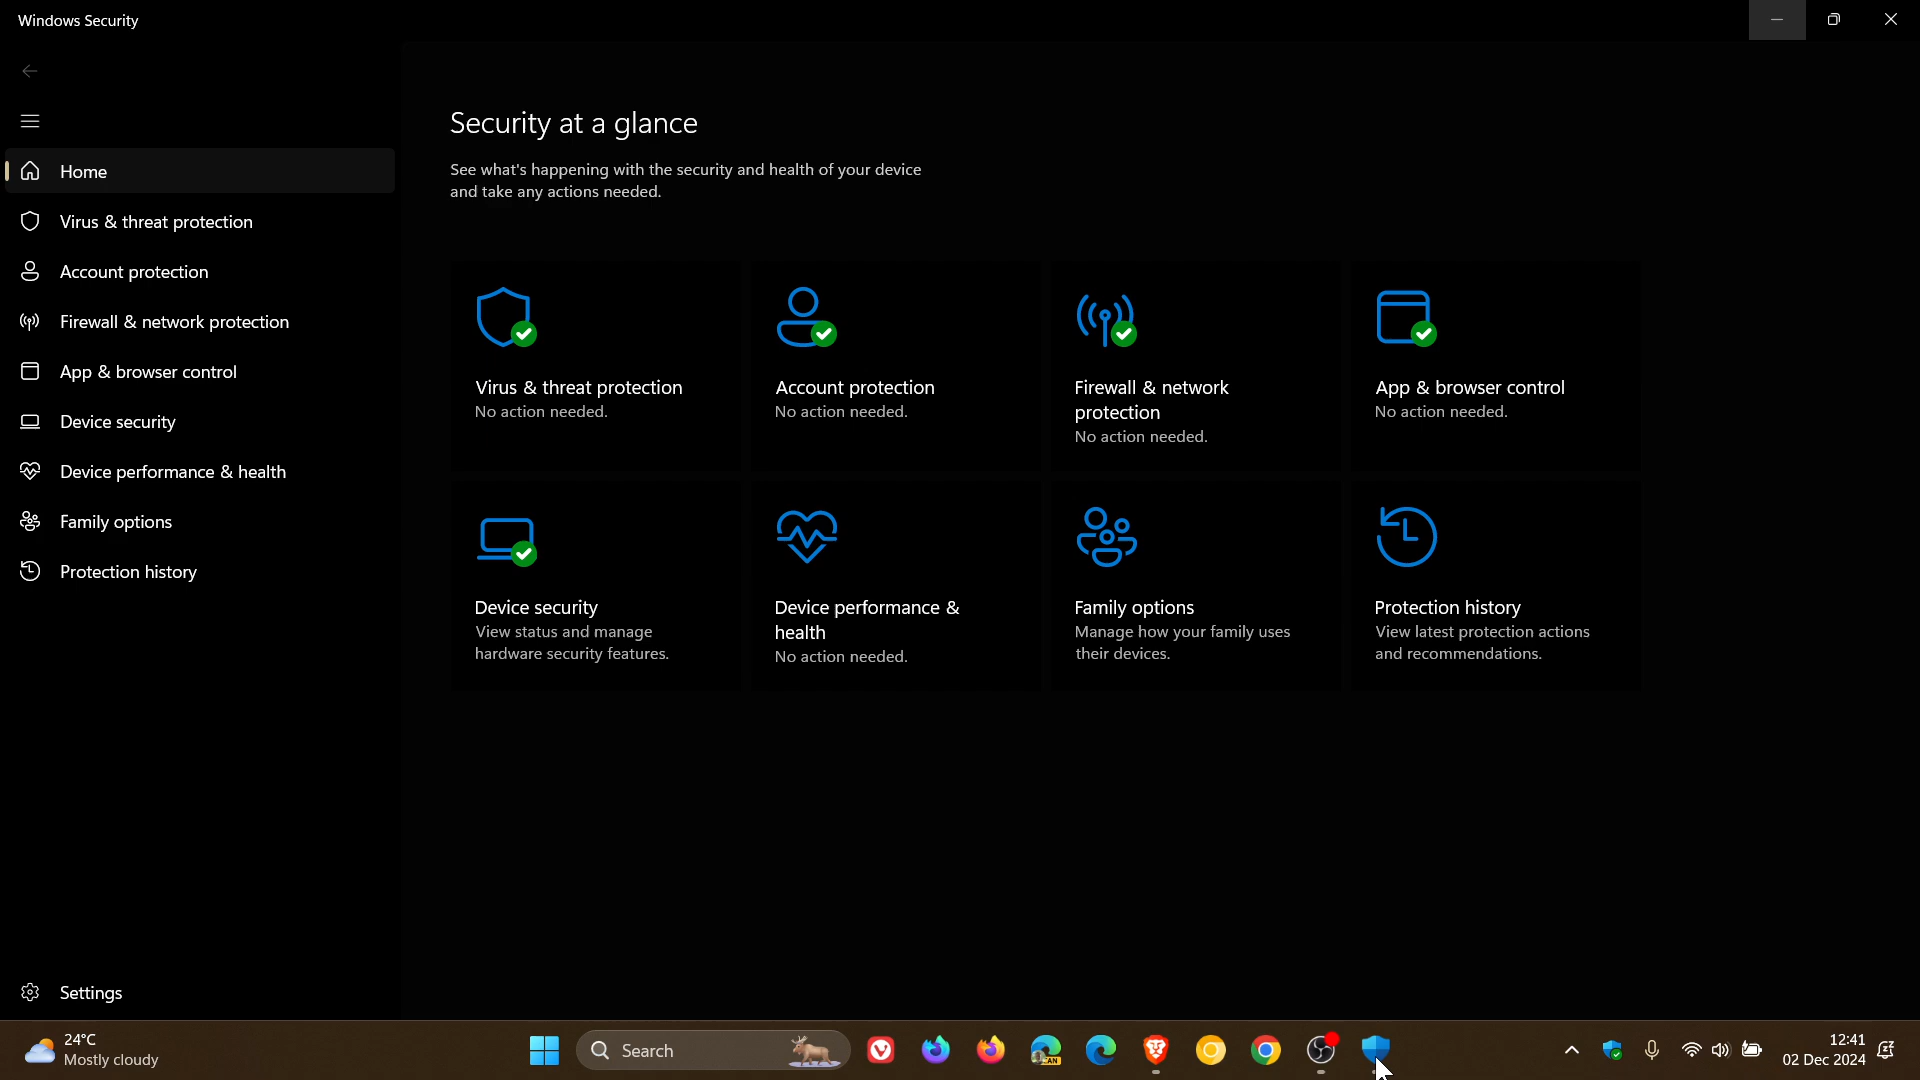 Windows Security
Home
Virus & threat protection
Account protection
Firewall & network protection
App & browser control
Device security
Device performance & health
Family options
Protection history
Settings
Security at a glance
See what's happening with the security and health of your device
and take any actions needed.
Virus & threat protection
No action needed.
Account protection
No action needed.
Firewall & network
protection
No action needed.
App & browser control
No action needed.
Device security
View status and manage
hardware security features.
Device performance &
health
No action needed.
Family options
Manage how your family uses
their devices.
Protection history
View latest protection actions
and recommendations.
24°C
Mostly cloudy
Search
CAN
12:41
02 Dec 2024